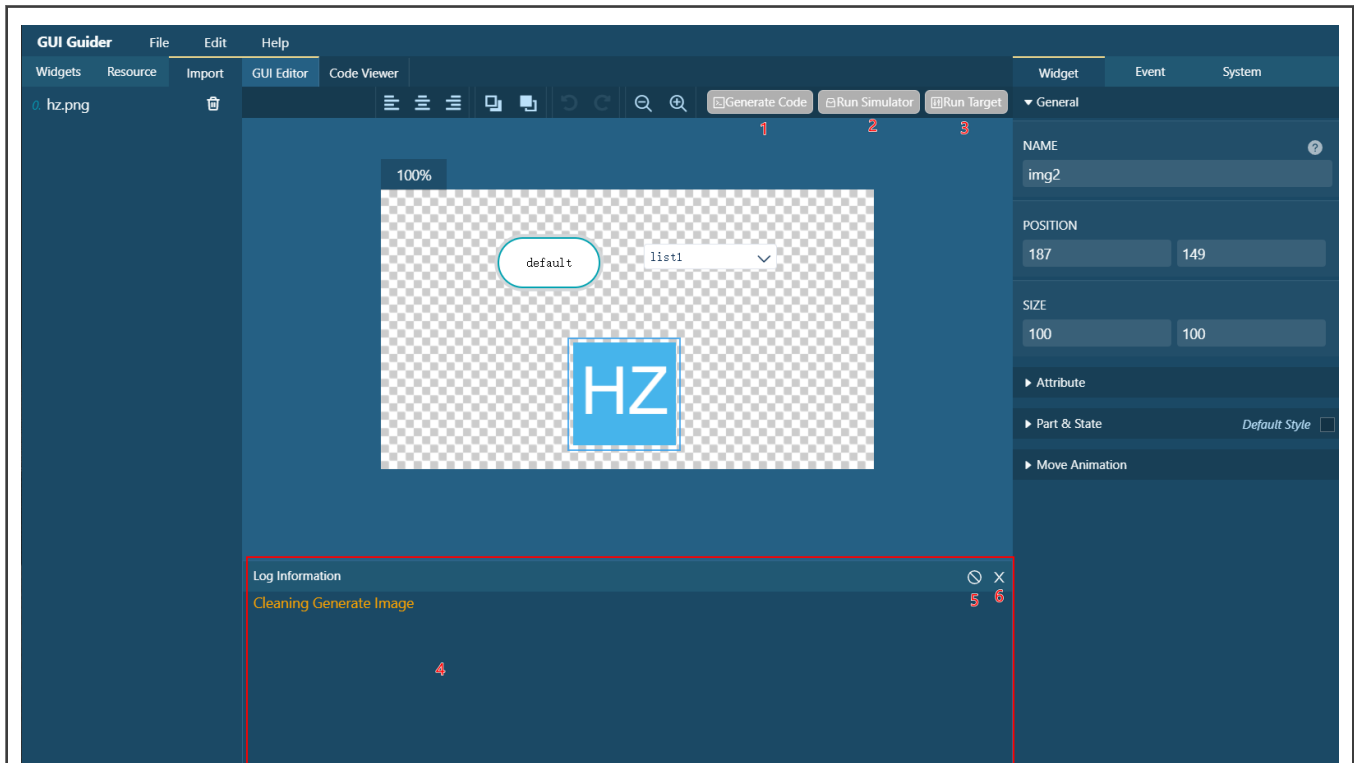 GUI Guider File Edit Help
Widgets Resource Import GUI Editor Code Viewer Widget Event System
0. hz.png Generate Code Run Simulator Run Target General
1 2 3
NAME
img2
100%
POSITION
187 149
default list1
SIZE
100 100
HZ
Attribute
Part & State Default Style
Move Animation
Log Information
Cleaning Generate Image 5 6
4